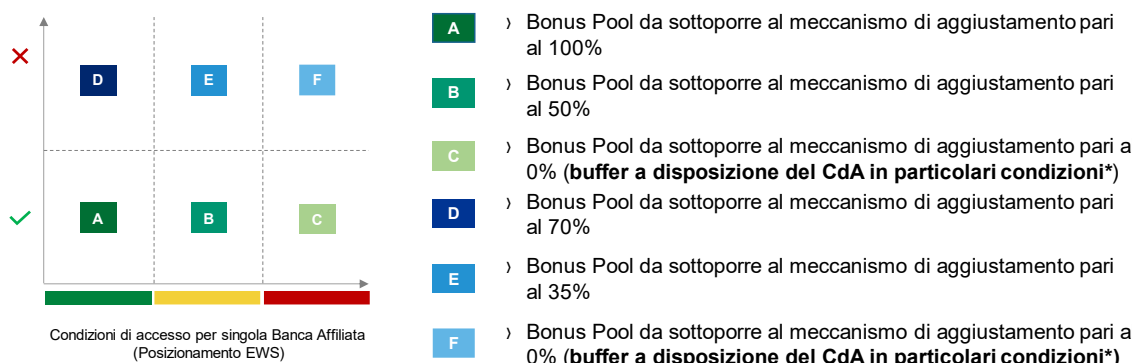 D
E
F
A
B
C
Condizioni di accesso per singola Banca Affiliata
(Posizionamento EWS)
A
› Bonus Pool da sottoporre al meccanismo di aggiustamento pari
al 100%
B
› Bonus Pool da sottoporre al meccanismo di aggiustamento pari
al 50%
C
› Bonus Pool da sottoporre al meccanismo di aggiustamento pari a
0% (buffer a disposizione del CdA in particolari condizioni*)
D
› Bonus Pool da sottoporre al meccanismo di aggiustamento pari
al 70%
E
› Bonus Pool da sottoporre al meccanismo di aggiustamento pari
al 35%
F
› Bonus Pool da sottoporre al meccanismo di aggiustamento pari a
0% (buffer a disposizione del CdA in particolari condizioni*)